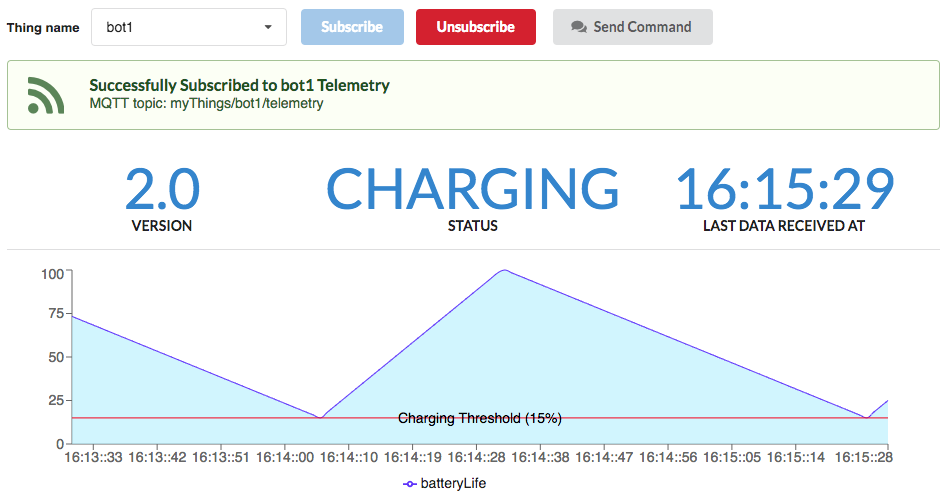 Thing name bot1 Subscribe Unsubscribe Send Command
Successfully Subscribed to bot1 Telemetry
MQTT topic: myThings/bot1/telemetry
2.0 CHARGING 16:15:29
VERSION STATUS LAST DATA RECEIVED AT
100
75
50
25
Charging Threshold (15%)
0
16:13::33 16:13::42 16:13::51 16:14::00 16:14::10 16:14::19 16:14::28 16:14::38 16:14::47 16:14::56 16:15::05 16:15::14 16:15::28
batteryLife